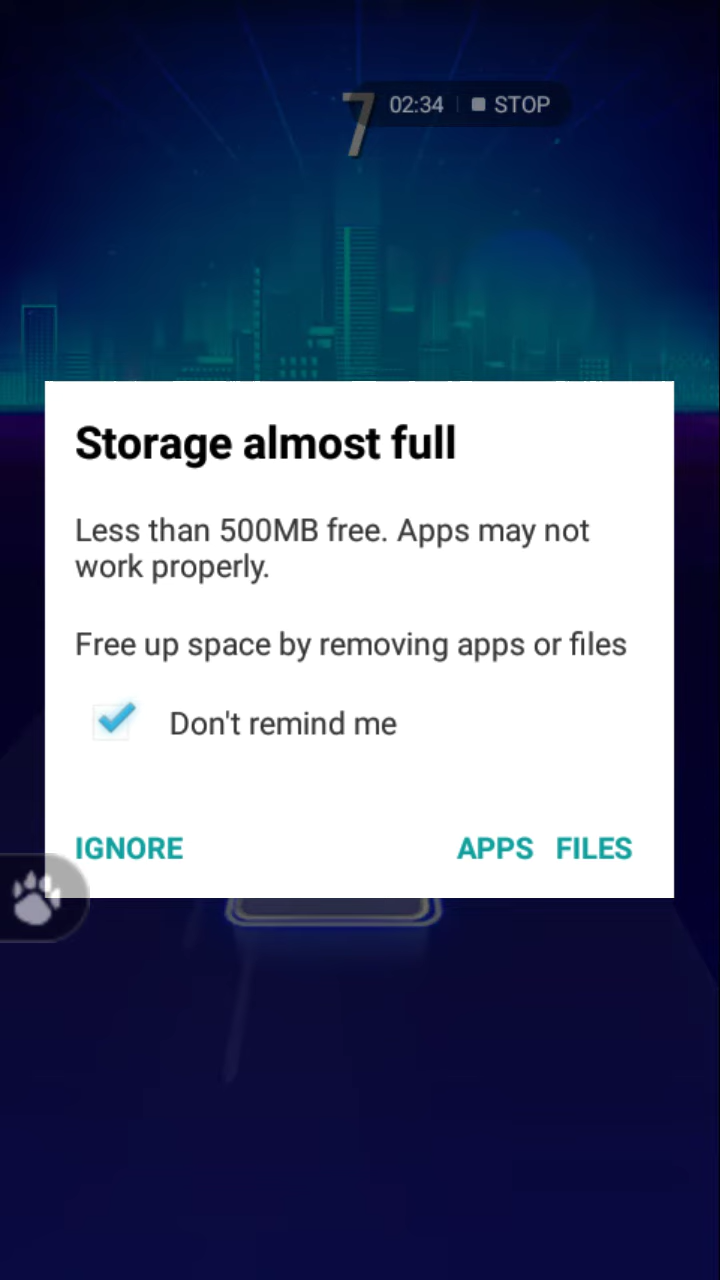 7
02:34 STOP
Storage almost full
Less than 500MB free. Apps may not
work properly.
Free up space by removing apps or files
Don't remind me
IGNORE APPS FILES